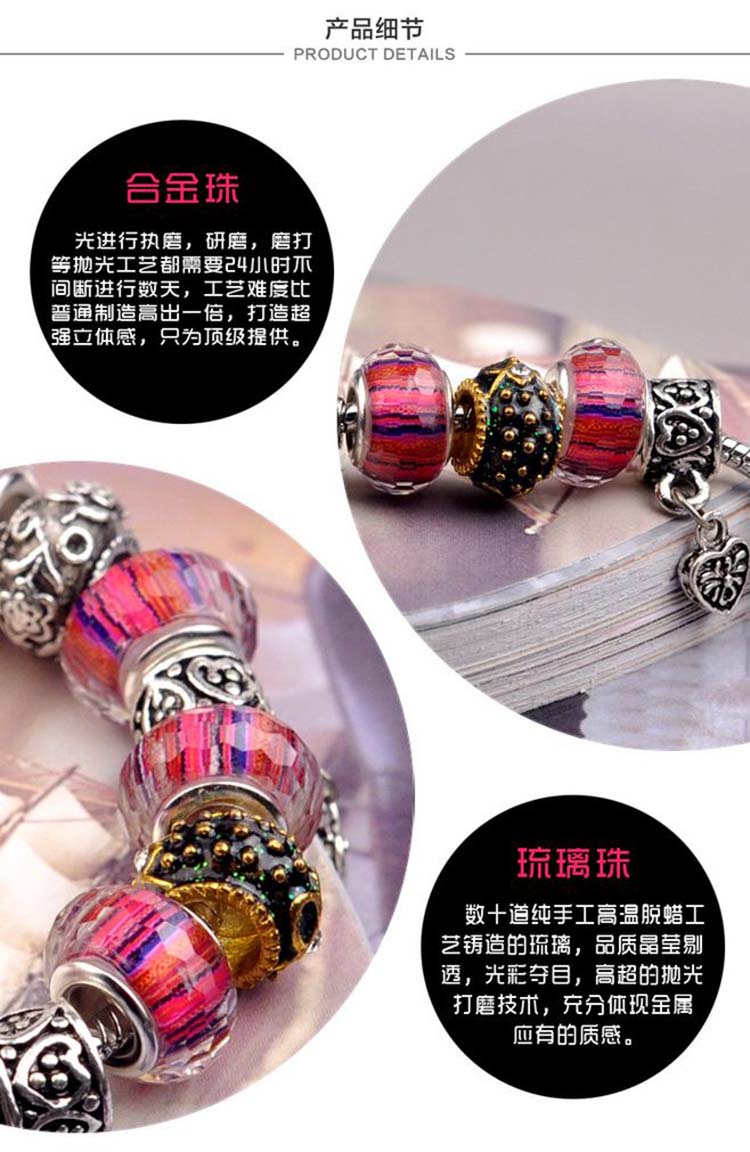 产品细节
PRODUCT DETAILS
合金珠
光进行执磨，研磨，磨打
等抛光工艺都需要24小时不
间断进行数天，工艺难度比
普通制造高出一倍，打造超
强立体感，只为顶级提供。
琉璃珠
数十道纯手工高温脱蜡工
艺铸造的琉璃，品质晶莹剔
透，光彩夺目，高超的抛光
打磨技术，充分体现金属
应有的质感。